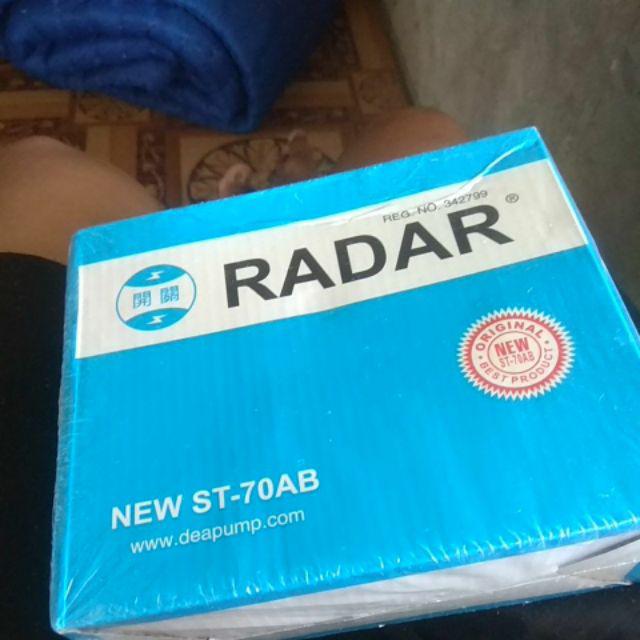 REG. NO. 342799
RADAR®
開關
ORIGINAL
NEW
ST-70AB
BEST PRODUCT
NEW ST-70AB
www.deapump.com